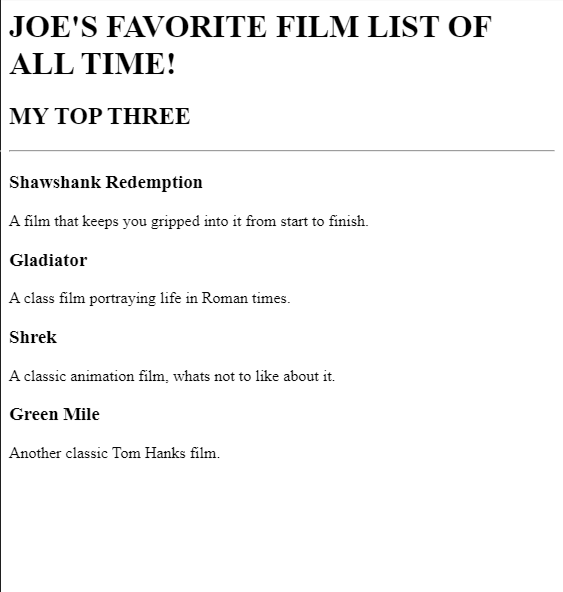 JOE'S FAVORITE FILM LIST OF
ALL TIME!
MY TOP THREE
Shawshank Redemption
A film that keeps you gripped into it from start to finish.
Gladiator
A class film portraying life in Roman times.
Shrek
A classic animation film, whats not to like about it.
Green Mile
Another classic Tom Hanks film.